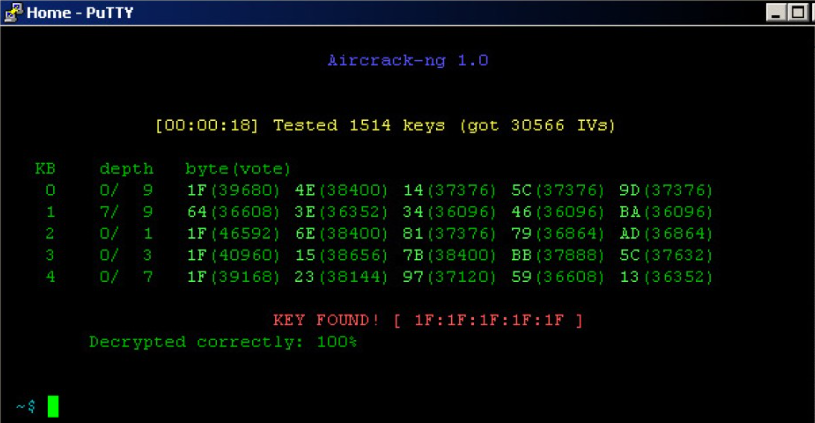 Home - PuTTY
Aircrack-ng 1.0
[00:00:18] Tested 1514 keys (got 30566 IVs)
KB depth byte(vote)
0 0/ 9 1F(39680) 4E(38400) 14(37376) 5C(37376) 9D(37376)
1 7/ 9 64(36608) 3E(36352) 34(36096) 46(36096) BA(36096)
2 0/ 1 1F(46592) 6E(38400) 81(37376) 79(36864) AD(36864)
3 0/ 3 1F(40960) 15(38656) 7B(38400) BB(37888) 5C(37632)
4 0/ 7 1F(39168) 23(38144) 97(37120) 59(36608) 13(36352)
KEY FOUND! [ 1F:1F:1F:1F:1F ]
Decrypted correctly: 100%
~$